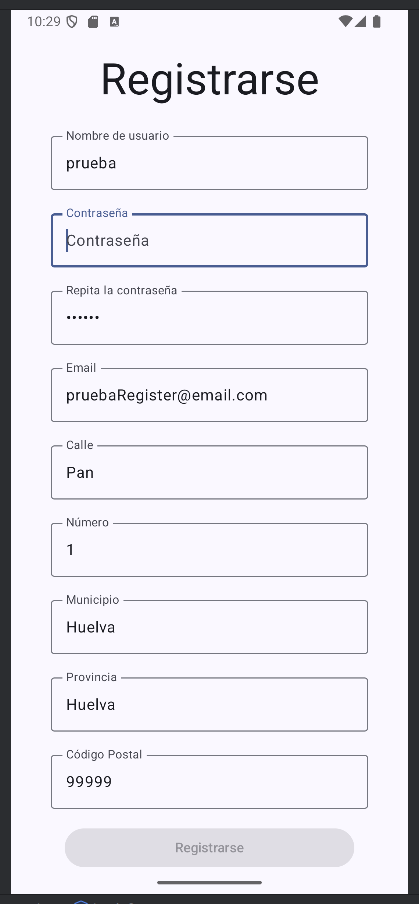 10:29
Registrarse
Nombre de usuario
prueba
Contraseña
Contraseña
Repita la contraseña
••••••
Email
pruebaRegister@email.com
Calle
Pan
Número
1
Municipio
Huelva
Provincia
Huelva
Código Postal
99999
Registrarse